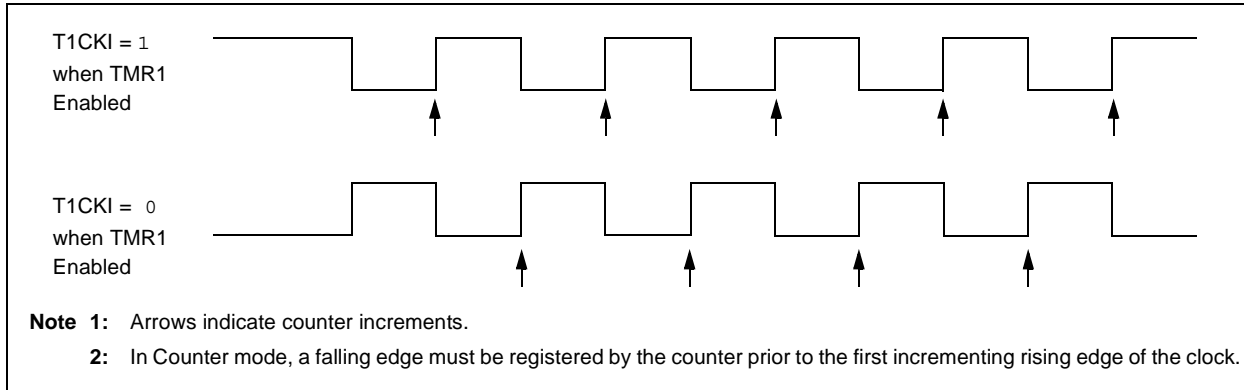 T1CKI = 1
when TMR1
Enabled
T1CKI = 0
when TMR1
Enabled
Note 1: Arrows indicate counter increments.
2: In Counter mode, a falling edge must be registered by the counter prior to the first incrementing rising edge of the clock.